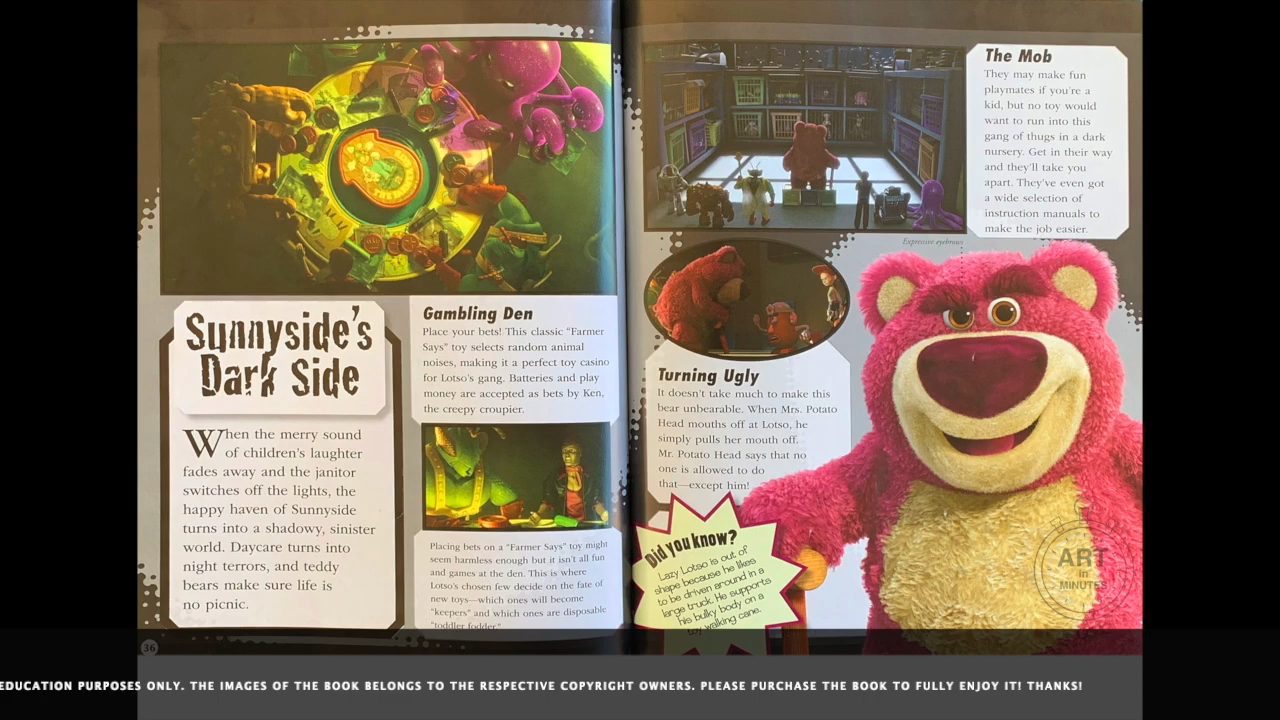 Sunnyside's
Dark Side
When the merry sound
of children's laughter
fades away and the janitor
switches off the lights, the
happy haven of Sunnyside
turns into a shadowy, sinister
world. Daycare turns into
night terrors, and teddy
bears make sure life is
no picnic.
36
Gambling Den
Place your bets! This classic "Farmer
Says" toy selects random animal
noises, making it a perfect toy casino
for Lotso's gang. Batteries and play
money are accepted as bets by Ken,
the creepy croupier.
Placing bets on a "Farmer Says" toy might
seem harmless enough but it isn't all fun
and games at the den. This is where
Lotso's chosen few decide on the fate of
new toys—which ones will become
"keepers" and which ones are disposable
"toddler fodder."
The Mob
They may make fun
playmates if you're a
kid, but no toy would
want to run into this
gang of thugs in a dark
nursery. Get in their way
and they'll take you
apart. They've even got
a wide selection of
instruction manuals to
make the job easier.
Expressive eyebrows
Turning Ugly
It doesn't take much to make this
bear unbearable. When Mrs. Potato
Head mouths off at Lotso, he
simply pulls her mouth off.
Mr. Potato Head says that no
one is allowed to do
that—except him!
Did you know?
Lazy Lotso is out of
shape because he likes
to be driven around in a
large truck. He supports
his bulky body on a
toy walking cane.
ART
in
MINUTES
EDUCATION PURPOSES ONLY. THE IMAGES OF THE BOOK BELONGS TO THE RESPECTIVE COPYRIGHT OWNERS. PLEASE PURCHASE THE BOOK TO FULLY ENJOY IT! THANKS!